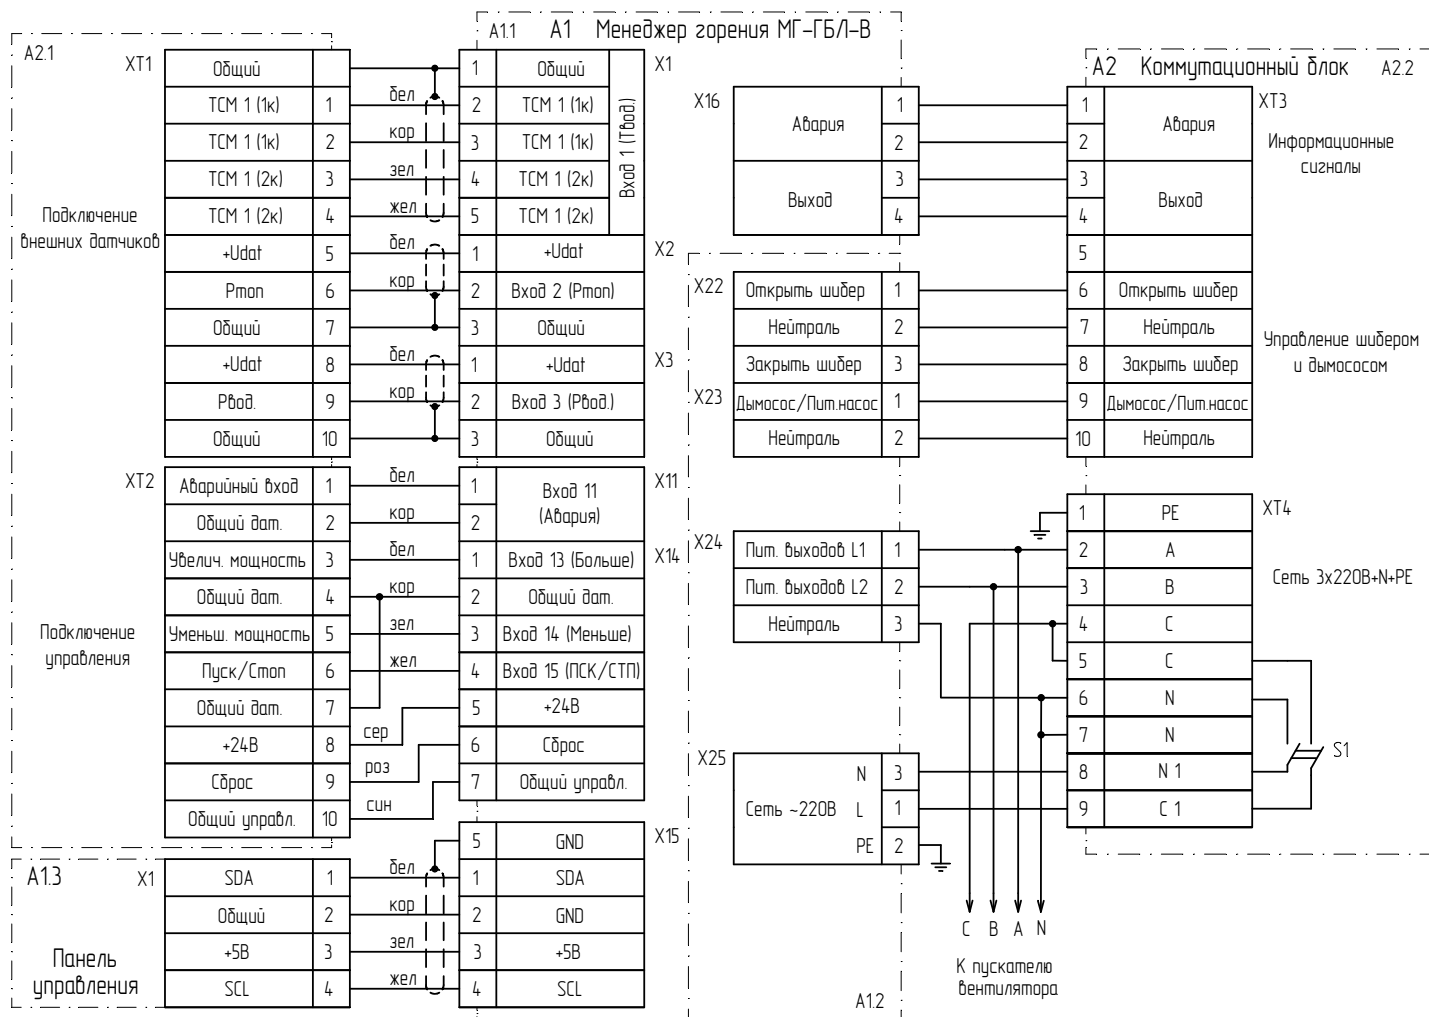 A1.1 A1 Менеджер горения МГ-ГБЛ-В
A2.1
XT1
Общий
TCM 1 (1к) 1
TCM 1 (1к) 2
TCM 1 (2к) 3
TCM 1 (2к) 4
+Udat 5
Pтоп 6
Общий 7
+Udat 8
Pвод. 9
Общий 10
Подключение
внешних датчиков
бел
кор
зел
жел
бел
кор
бел
кор
X1
1 Общий
2 TCM 1 (1к)
3 TCM 1 (1к)
4 TCM 1 (2к)
5 TCM 1 (2к)
Вход 1 (Tвод.)
X2
1 +Udat
2 Вход 2 (Pтоп)
3 Общий
X3
1 +Udat
2 Вход 3 (Pвод.)
3 Общий
XT2
Аварийный вход 1
Общий дат. 2
Увелич. мощность 3
Общий дат. 4
Уменьш. мощность 5
Пуск/Стоп 6
Общий дат. 7
+24В 8
Сброс 9
Общий управл. 10
Подключение
управления
бел
кор
бел
кор
зел
жел
сер
роз
син
X11
1
2
Вход 11
(Авария)
X14
1 Вход 13 (Больше)
2 Общий дат.
3 Вход 14 (Меньше)
4 Вход 15 (ПСК/СТП)
5 +24В
6 Сброс
7 Общий управл.
A1.3 X1
SDA 1
Общий 2
+5В 3
SCL 4
Панель
управления
бел
кор
зел
жел
X15
5 GND
1 SDA
2 GND
3 +5В
4 SCL
X16
Авария 1
2
Выход 3
4
X22
Открыть шибер 1
Нейтраль 2
Закрыть шибер 3
X23
Дымосос/Пит.насос 1
Нейтраль 2
X24
Пит. выходов L1 1
Пит. выходов L2 2
Нейтраль 3
X25
Сеть ~220В
N 3
L 1
PE 2
A1.2
A2 Коммутационный блок A2.2
XT3
1 Авария
2
3 Выход
4
5
6 Открыть шибер
7 Нейтраль
8 Закрыть шибер
9 Дымосос/Пит.насос
10 Нейтраль
Информационные
сигналы
Управление шибером
и дымососом
XT4
1 PE
2 A
3 B
4 C
5 C
6 N
7 N
8 N 1
9 C 1
Сеть 3х220В+N+PE
S1
C B A N
К пускателю
вентилятора